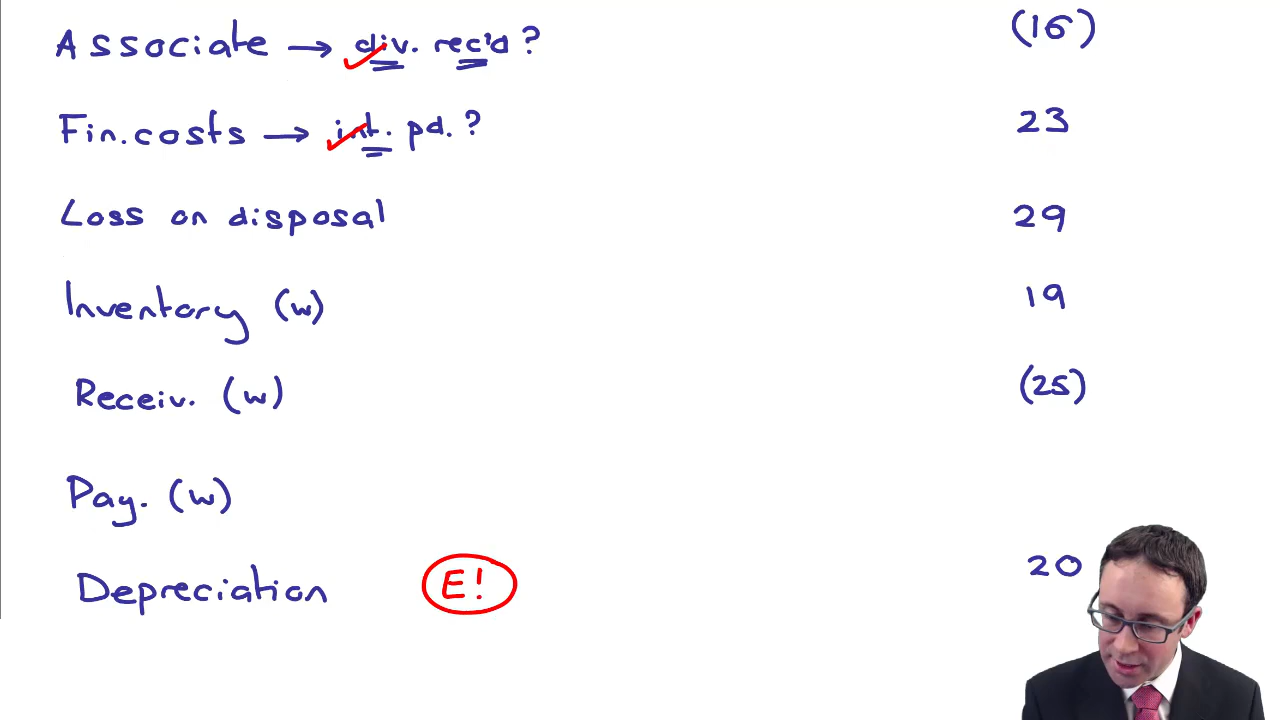 Associate → div. rec'd? (16)
Fin. costs → int. pd.? 23
Loss on disposal 29
Inventory (w) 19
Receiv. (w) (25)
Pay. (w)
Depreciation E! 20